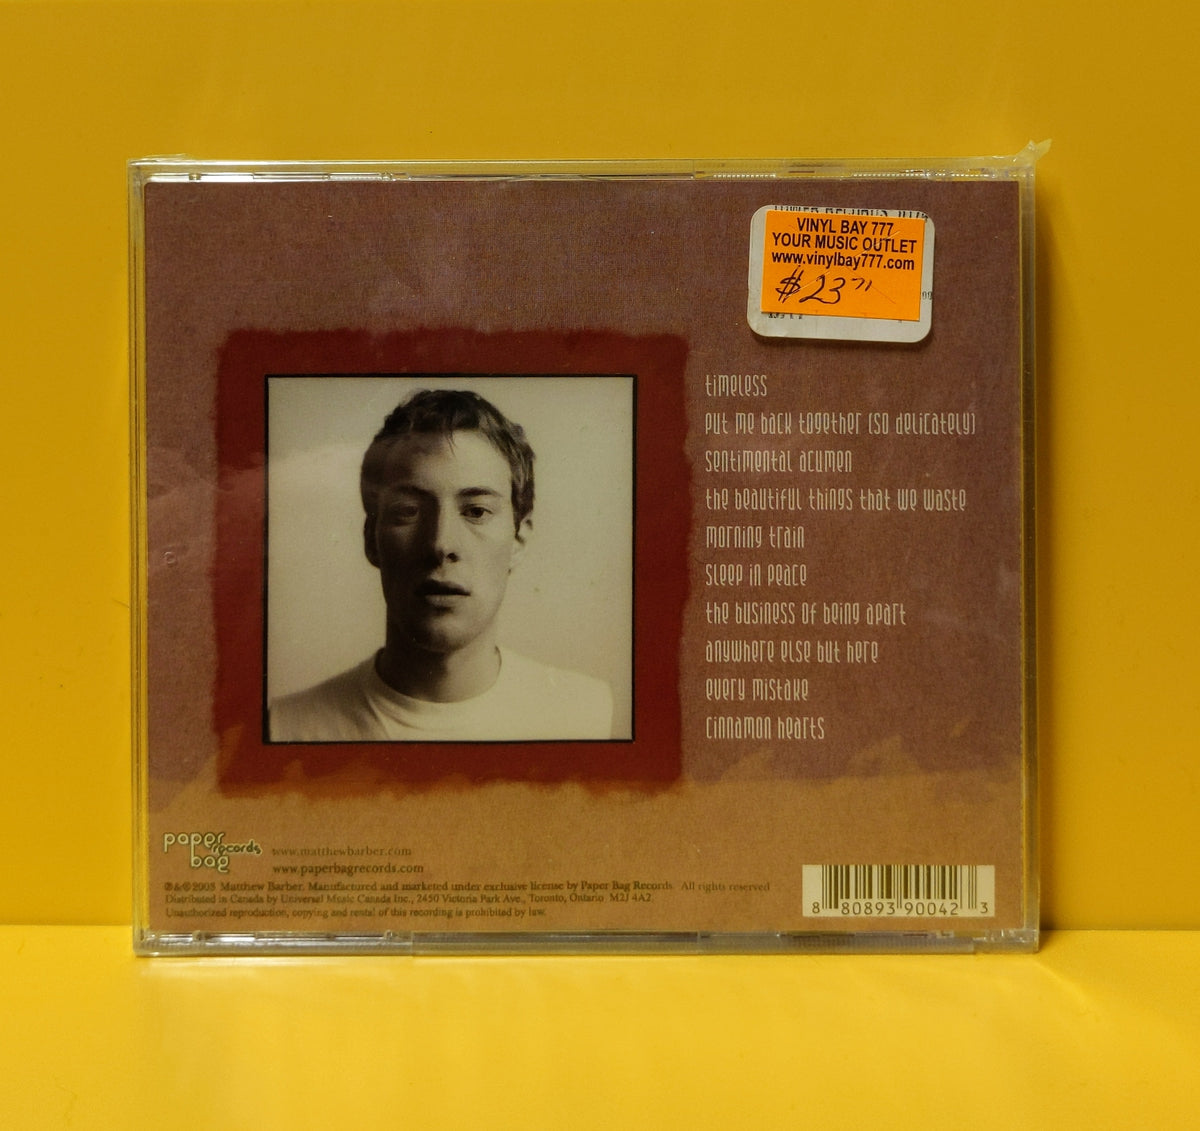 VINYL BAY 777
YOUR MUSIC OUTLET
www.vinylbay777.com
$23.71
timeless
put me back together (so delicately)
sentimental acumen
the beautiful things that we waste
morning train
sleep in peace
the business of being apart
anywhere else but here
every mistake
cinnamon hearts
paper
records
bag
www.matthewbarber.com
www.paperbagrecords.com
℗&©2003 Matthew Barber. Manufactured and marketed under exclusive license by Paper Bag Records. All rights reserved
Distributed in Canada by Universal Music Canada Inc., 2450 Victoria Park Ave., Toronto, Ontario M2J 4A2.
Unauthorized reproduction, copying and rental of this recording is prohibited by law.
8 80893 90042 3